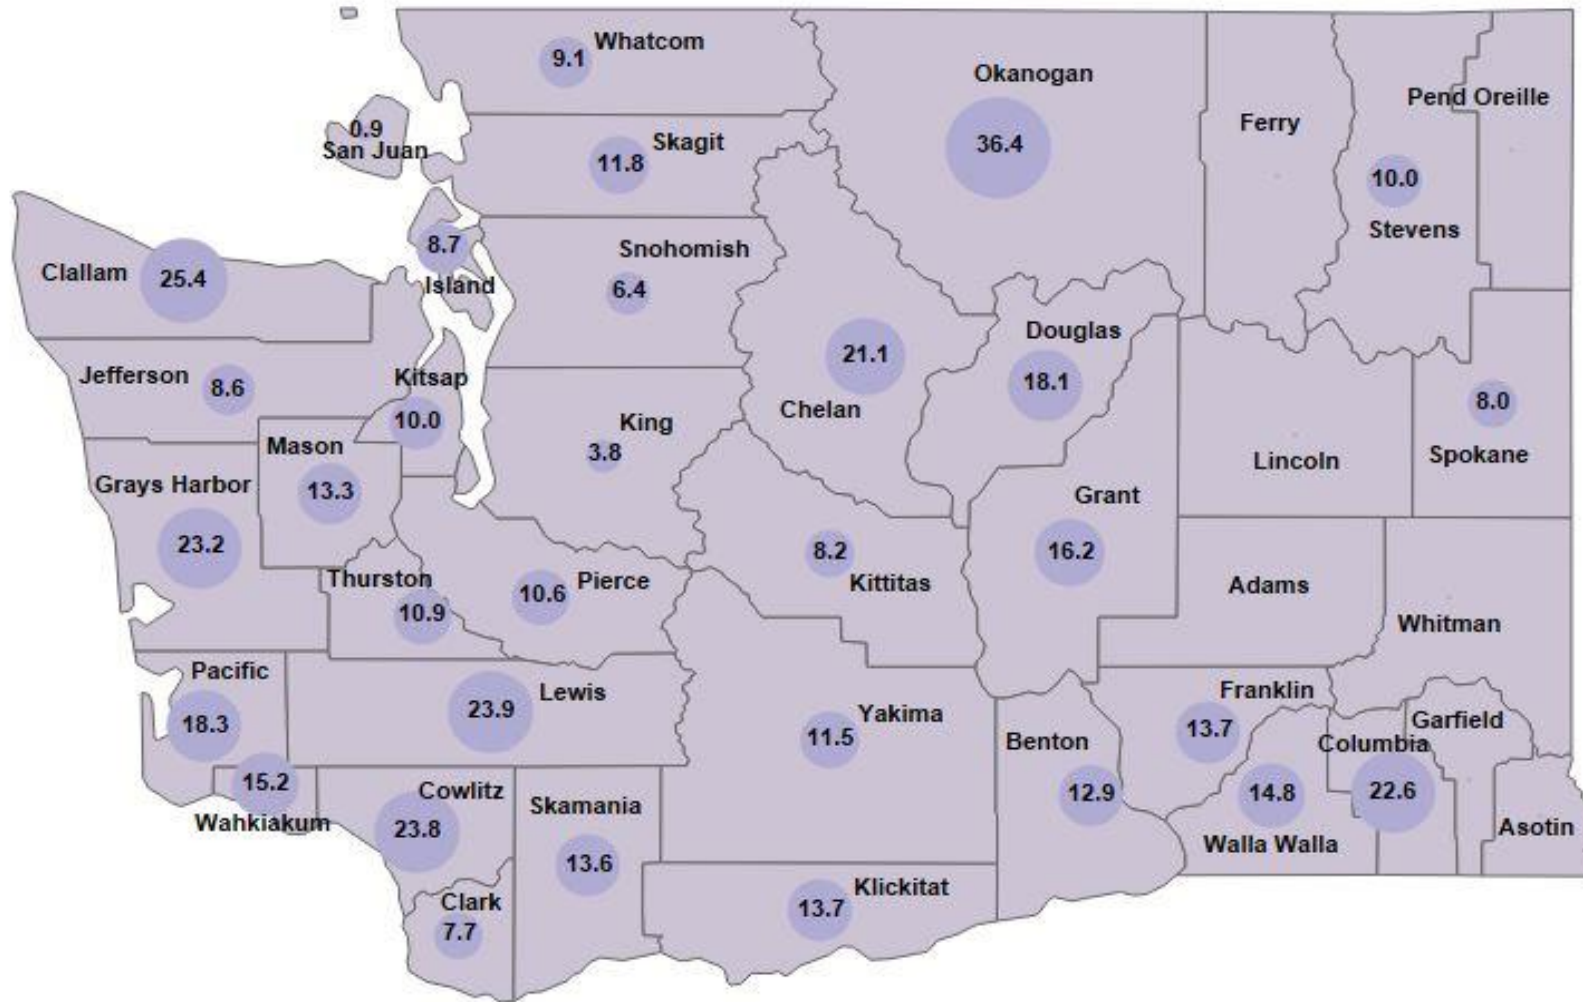 Whatcom
9.1
Okanogan
36.4
Ferry
Pend Oreille
0.9
San Juan
Skagit
11.8
10.0
Stevens
8.7
Island
Snohomish
6.4
Clallam
25.4
Douglas
18.1
21.1
Chelan
Jefferson
8.6
Kitsap
10.0
King
3.8
8.0
Spokane
Lincoln
Mason
13.3
Grays Harbor
23.2
Grant
16.2
8.2
Kittitas
Thurston
10.9
Pierce
10.6
Adams
Whitman
Pacific
18.3
Lewis
23.9
Yakima
11.5
Franklin
13.7
Garfield
Benton
12.9
Columbia
22.6
15.2
Wahkiakum
Cowlitz
23.8
Skamania
13.6
14.8
Walla Walla
Asotin
Klickitat
13.7
Clark
7.7